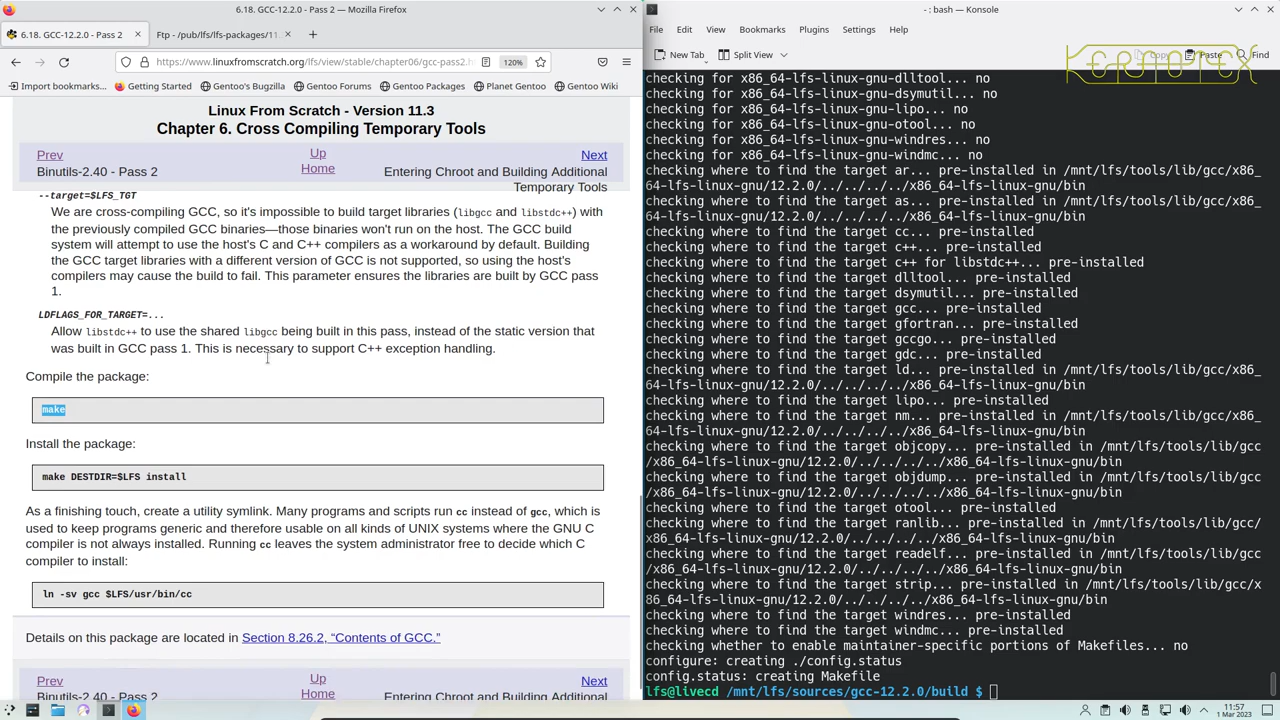 6.18. GCC-12.2.0 - Pass 2 — Mozilla Firefox
6.18. GCC-12.2.0 - Pass 2
Ftp - /pub/lfs/lfs-packages/11.
https://www.linuxfromscratch.org/lfs/view/stable/chapter06/gcc-pass2.h
120%
Import bookmarks...
Getting Started
Gentoo's Bugzilla
Gentoo Forums
Gentoo Packages
Planet Gentoo
Gentoo Wiki
Linux From Scratch - Version 11.3
Chapter 6. Cross Compiling Temporary Tools
Prev
Up
Next
Binutils-2.40 - Pass 2
Home
Entering Chroot and Building Additional
Temporary Tools
--target=$LFS_TGT
We are cross-compiling GCC, so it's impossible to build target libraries (libgcc and libstdc++) with
the previously compiled GCC binaries—those binaries won't run on the host. The GCC build
system will attempt to use the host's C and C++ compilers as a workaround by default. Building
the GCC target libraries with a different version of GCC is not supported, so using the host's
compilers may cause the build to fail. This parameter ensures the libraries are built by GCC pass
1.
LDFLAGS_FOR_TARGET=...
Allow libstdc++ to use the shared libgcc being built in this pass, instead of the static version that
was built in GCC pass 1. This is necessary to support C++ exception handling.
Compile the package:
make
Install the package:
make DESTDIR=$LFS install
As a finishing touch, create a utility symlink. Many programs and scripts run cc instead of gcc, which is
used to keep programs generic and therefore usable on all kinds of UNIX systems where the GNU C
compiler is not always installed. Running cc leaves the system administrator free to decide which C
compiler to install:
ln -sv gcc $LFS/usr/bin/cc
Details on this package are located in Section 8.26.2, “Contents of GCC.”
Prev
Up
Next
Binutils-2.40 - Pass 2
Home
Entering Chroot and Building Additional
- : bash — Konsole
File
Edit
View
Bookmarks
Plugins
Settings
Help
New Tab
Split View
Copy
Paste
Find
KERNOTEX
checking for x86_64-lfs-linux-gnu-dlltool... no
checking for x86_64-lfs-linux-gnu-dsymutil... no
checking for x86_64-lfs-linux-gnu-lipo... no
checking for x86_64-lfs-linux-gnu-otool... no
checking for x86_64-lfs-linux-gnu-windres... no
checking for x86_64-lfs-linux-gnu-windmc... no
checking where to find the target ar... pre-installed in /mnt/lfs/tools/lib/gcc/x86_
64-lfs-linux-gnu/12.2.0/../../../../x86_64-lfs-linux-gnu/bin
checking where to find the target as... pre-installed in /mnt/lfs/tools/lib/gcc/x86_
64-lfs-linux-gnu/12.2.0/../../../../x86_64-lfs-linux-gnu/bin
checking where to find the target cc... pre-installed
checking where to find the target c++... pre-installed
checking where to find the target c++ for libstdc++... pre-installed
checking where to find the target dlltool... pre-installed
checking where to find the target dsymutil... pre-installed
checking where to find the target gcc... pre-installed
checking where to find the target gfortran... pre-installed
checking where to find the target gccgo... pre-installed
checking where to find the target gdc... pre-installed
checking where to find the target ld... pre-installed in /mnt/lfs/tools/lib/gcc/x86_
64-lfs-linux-gnu/12.2.0/../../../../x86_64-lfs-linux-gnu/bin
checking where to find the target lipo... pre-installed
checking where to find the target nm... pre-installed in /mnt/lfs/tools/lib/gcc/x86_
64-lfs-linux-gnu/12.2.0/../../../../x86_64-lfs-linux-gnu/bin
checking where to find the target objcopy... pre-installed in /mnt/lfs/tools/lib/gcc
/x86_64-lfs-linux-gnu/12.2.0/../../../../x86_64-lfs-linux-gnu/bin
checking where to find the target objdump... pre-installed in /mnt/lfs/tools/lib/gcc
/x86_64-lfs-linux-gnu/12.2.0/../../../../x86_64-lfs-linux-gnu/bin
checking where to find the target otool... pre-installed
checking where to find the target ranlib... pre-installed in /mnt/lfs/tools/lib/gcc/
x86_64-lfs-linux-gnu/12.2.0/../../../../x86_64-lfs-linux-gnu/bin
checking where to find the target readelf... pre-installed in /mnt/lfs/tools/lib/gcc
/x86_64-lfs-linux-gnu/12.2.0/../../../../x86_64-lfs-linux-gnu/bin
checking where to find the target strip... pre-installed in /mnt/lfs/tools/lib/gcc/x
86_64-lfs-linux-gnu/12.2.0/../../../../x86_64-lfs-linux-gnu/bin
checking where to find the target windres... pre-installed
checking where to find the target windmc... pre-installed
checking whether to enable maintainer-specific portions of Makefiles... no
configure: creating ./config.status
config.status: creating Makefile
lfs@livecd /mnt/lfs/sources/gcc-12.2.0/build $
11:57
1 Mar 2023